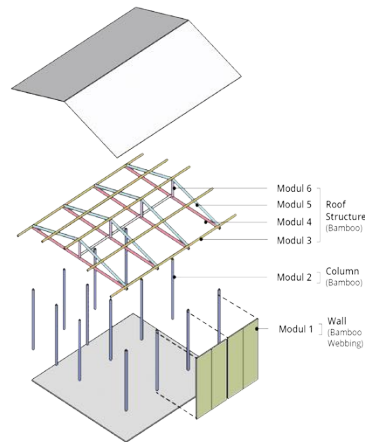 Modul 6
Modul 5
Modul 4
Modul 3
Roof
Structure
(Bamboo)
Modul 2
Column
(Bamboo)
Modul 1
Wall
(Bamboo
Webbing)